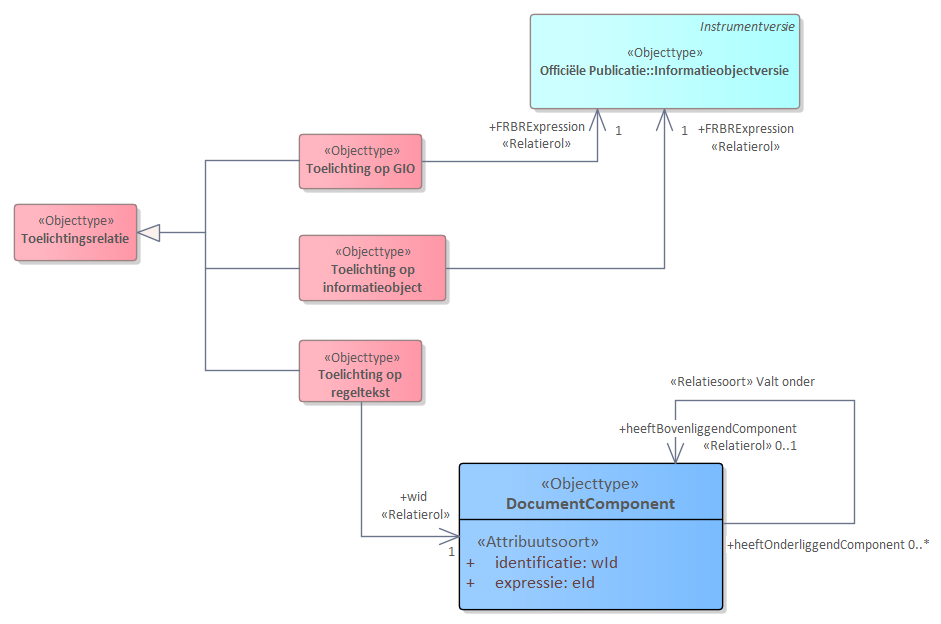 Instrumentversie
«Objecttype»
Officiële Publicatie::Informatieobjectversie
+FRBRExpression
«Relatierol»
1
1
+FRBRExpression
«Relatierol»
«Objecttype»
Toelichting op GIO
«Objecttype»
Toelichtingsrelatie
«Objecttype»
Toelichting op
informatieobject
«Objecttype»
Toelichting op
regeltekst
«Relatiesoort» Valt onder
+heeftBovenliggendComponent
«Relatierol» 0..1
+wid
«Relatierol»
1
«Objecttype»
DocumentComponent
«Attribuutsoort»
+ identificatie: wId
+ expressie: eId
+heeftOnderliggendComponent 0..*